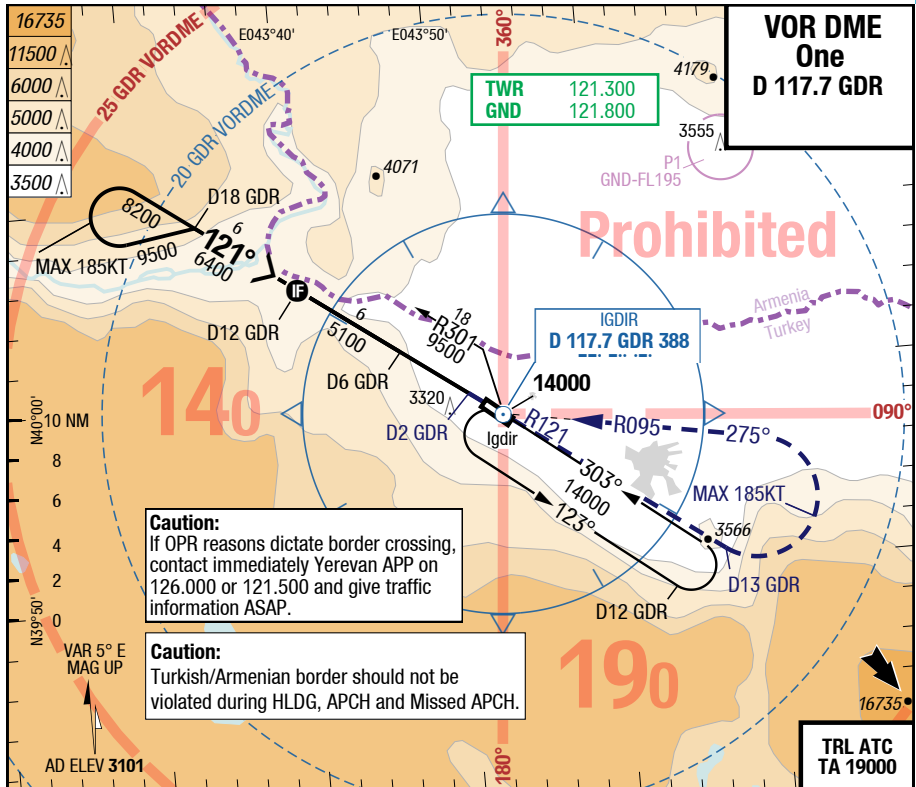 16735
11500
6000
5000
4000
3500
25 GDR VORDME
20 GDR VORDME
E043°40'
E043°50'
360°
TWR 121.300
GND 121.800
VOR DME
One
D 117.7 GDR
4179
3555
P1
GND-FL195
4071
Prohibited
8200
D18 GDR
6
121°
6400
9500
MAX 185KT
IF
D12 GDR
6
5100
18
R301
9500
IGDIR
D 117.7 GDR 388
Armenia
Turkey
D6 GDR
14000
140
3320
D2 GDR
Igdir
R121
R095
275°
090°
N40°00'
10 NM
8
6
4
2
0
N39°50'
303°
14000
123°
MAX 185KT
3566
D13 GDR
D12 GDR
Caution:
If OPR reasons dictate border crossing,
contact immediately Yerevan APP on
126.000 or 121.500 and give traffic
information ASAP.
Caution:
Turkish/Armenian border should not be
violated during HLDG, APCH and Missed APCH.
VAR 5° E
MAG UP
AD ELEV 3101
190
180°
16735
TRL ATC
TA 19000